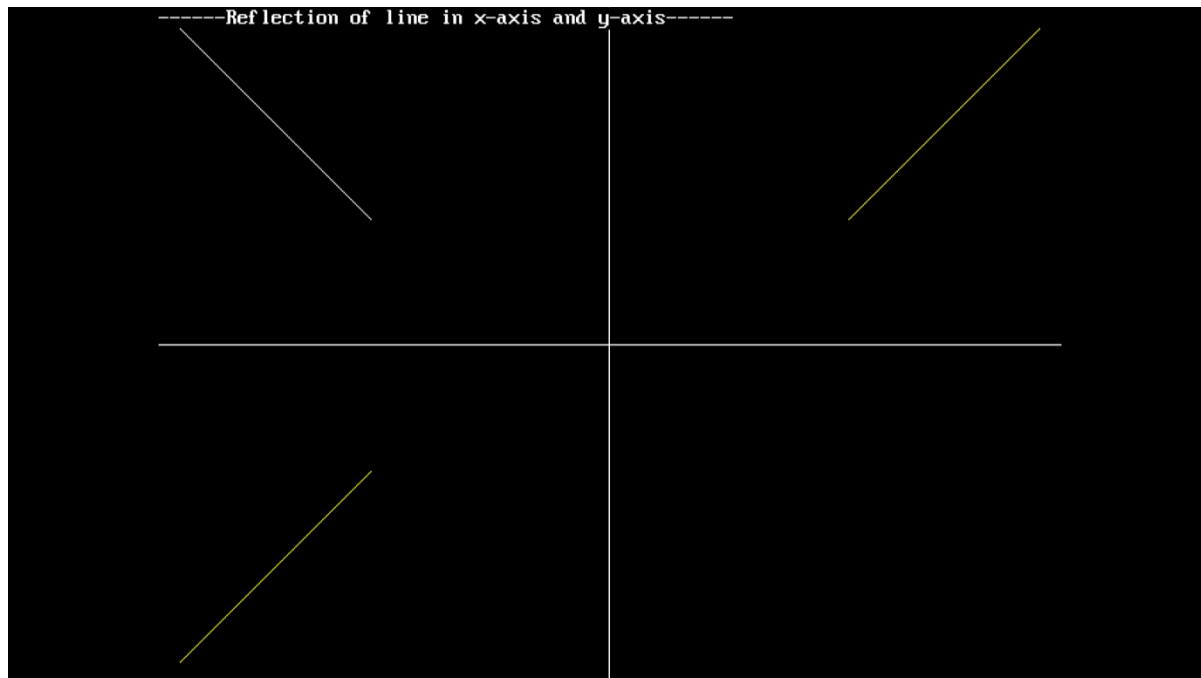 ------Reflection of line in x-axis and y-axis------